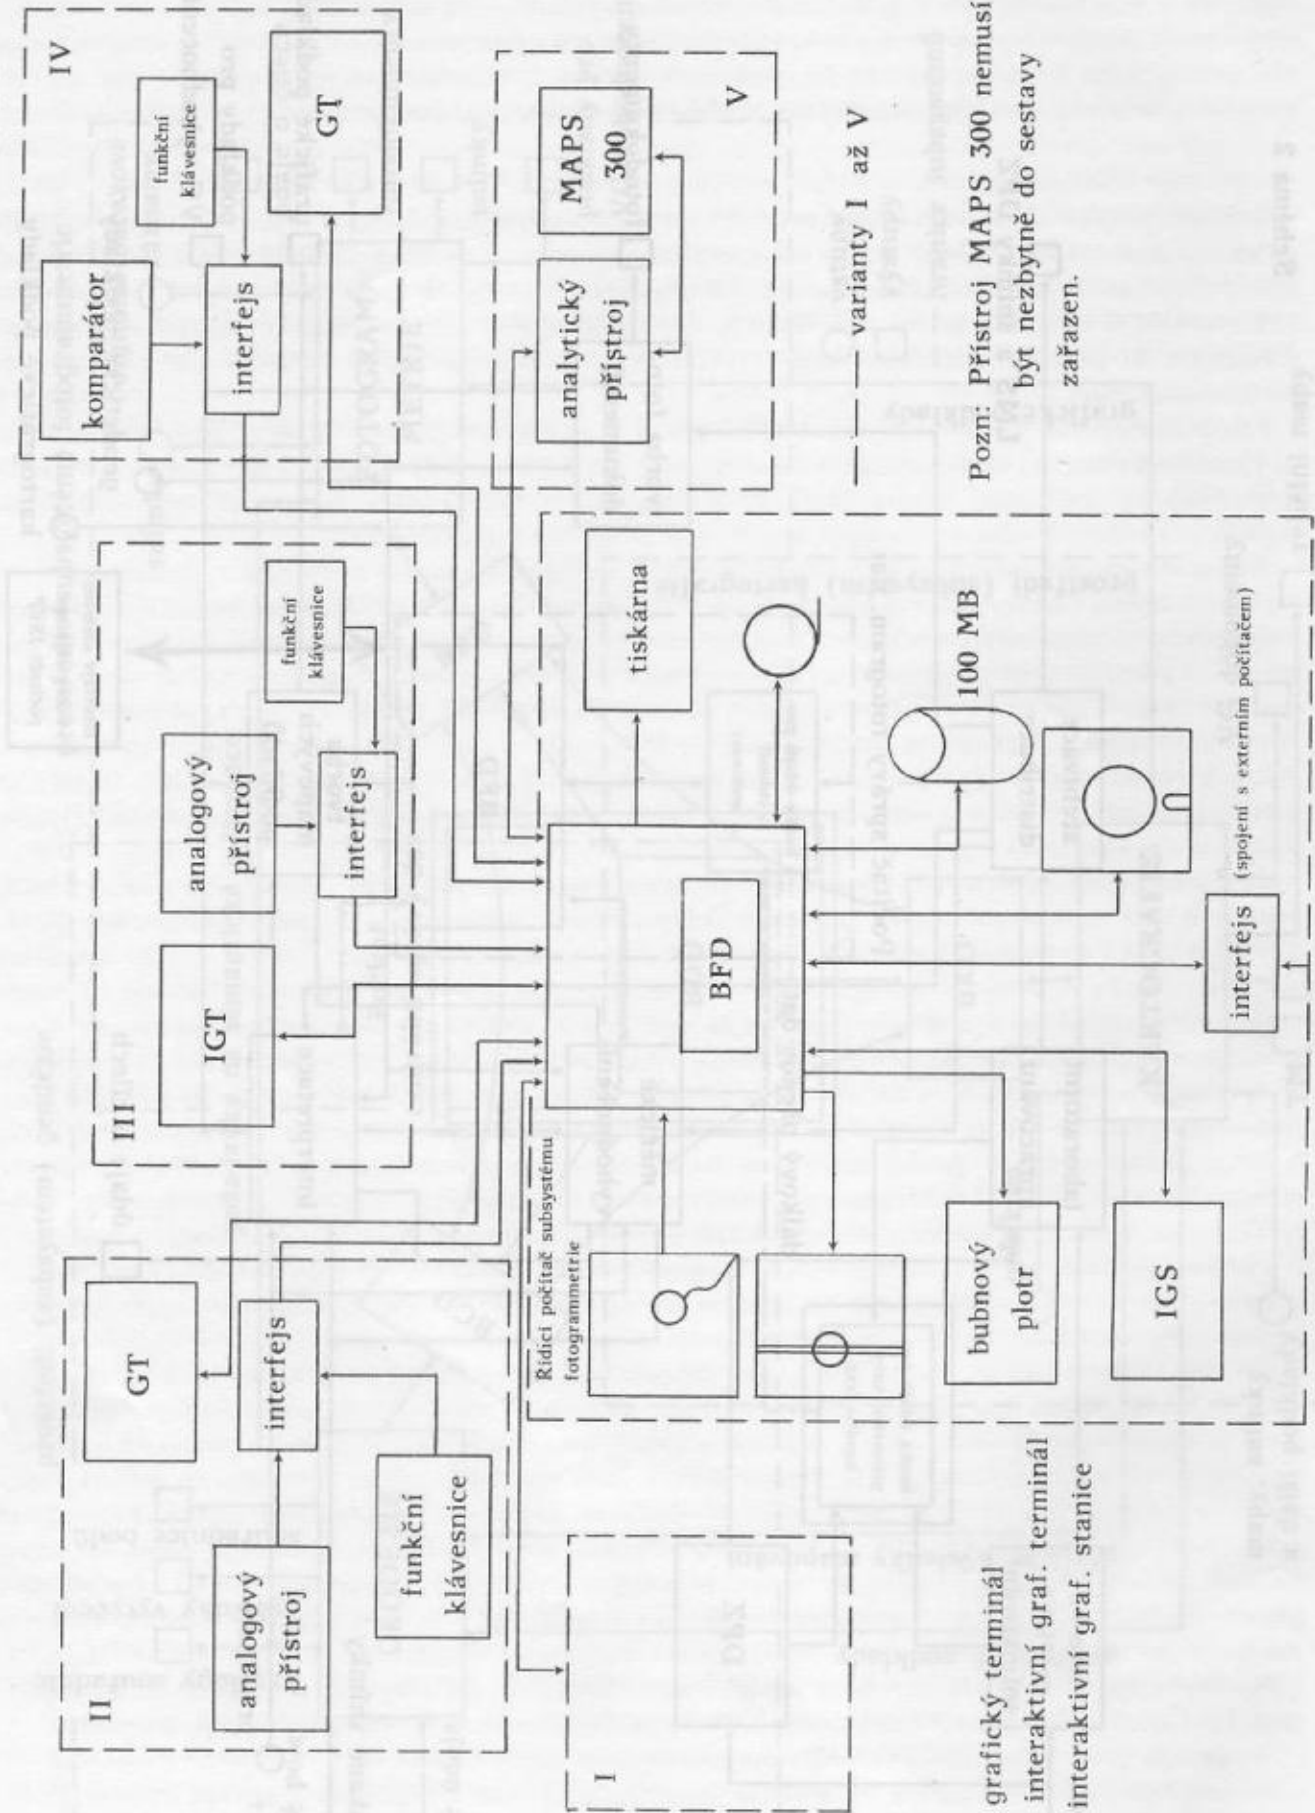 II
analogový
přístroj
GT
interfejs
funkční
klávesnice
III
IGT
analogový
přístroj
interfejs
funkční
klávesnice
IV
komparátor
interfejs
funkční
klávesnice
GT
I
Řídicí počítač subsystému
fotogrammetrie
BFD
tiskárna
100 MB
interfejs
(spojení s externím počítačem)
bubnový
plotr
IGS
analytický
přístroj
MAPS
300
V
varianty I až V
Pozn: Přístroj MAPS 300 nemusí
být nezbytně do sestavy
zařazen.
grafický terminál
interaktivní graf. terminál
interaktivní graf. stanice